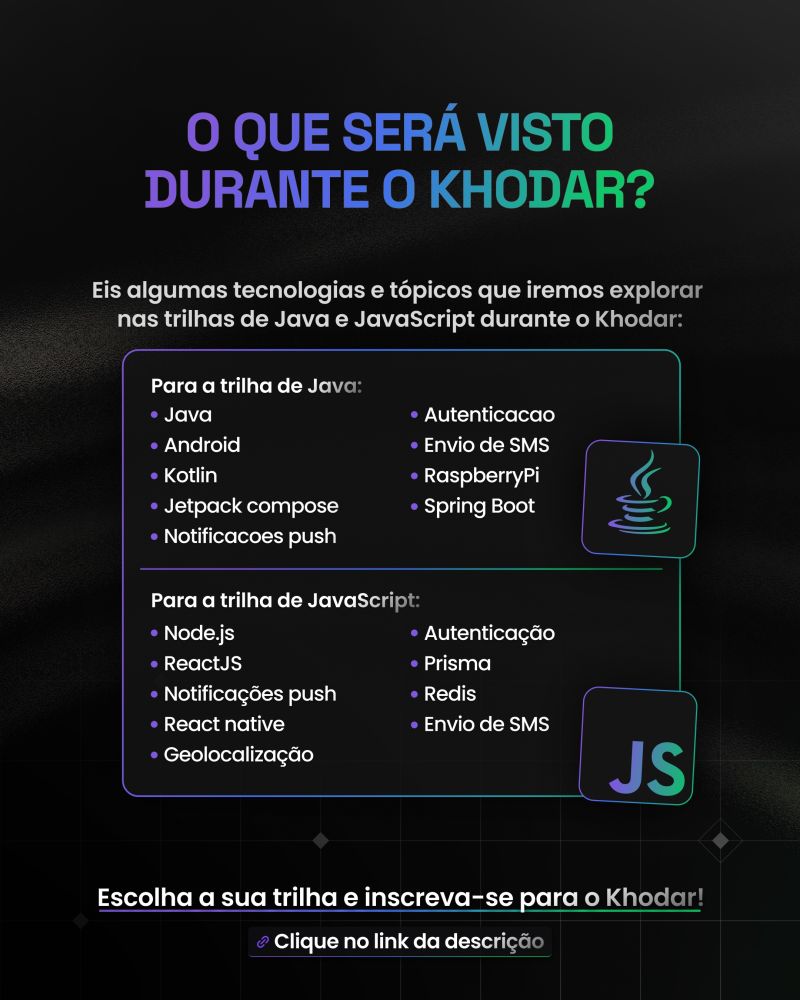 O QUE SERÁ VISTO
DURANTE O KHODAR?
Eis algumas tecnologias e tópicos que iremos explorar
nas trilhas de Java e JavaScript durante o Khodar:
Para a trilha de Java:
• Java
• Android
• Kotlin
• Jetpack compose
• Notificacoes push
• Autenticacao
• Envio de SMS
• RaspberryPi
• Spring Boot
Para a trilha de JavaScript:
• Node.js
• ReactJS
• Notificações push
• React native
• Geolocalização
• Autenticação
• Prisma
• Redis
• Envio de SMS
JS
Escolha a sua trilha e inscreva-se para o Khodar!
Clique no link da descrição